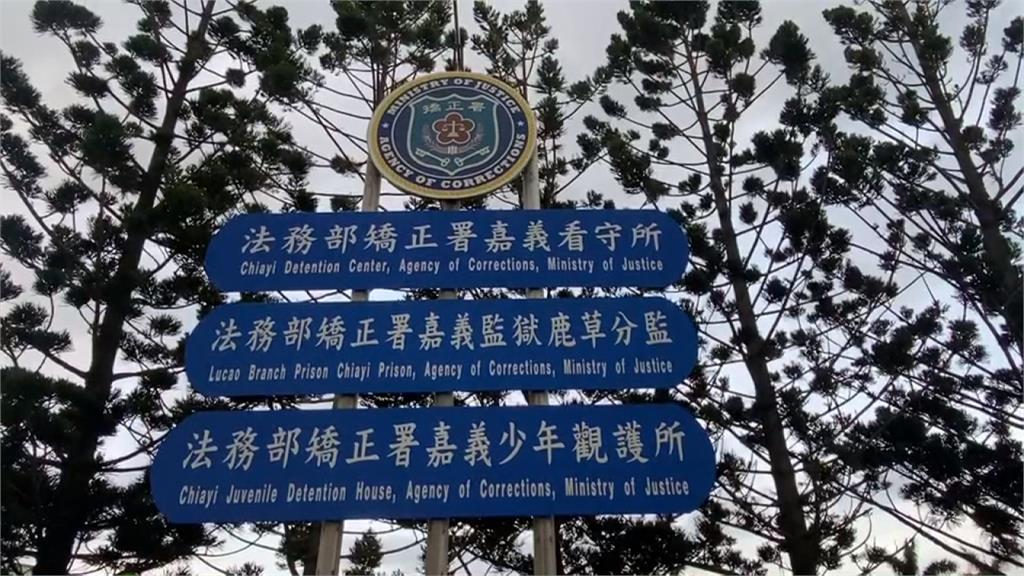 MINISTRY OF JUSTICE
矯正署
AGENCY OF CORRECTIONS
法務部矯正署嘉義看守所
Chiayi Detention Center, Agency of Corrections, Ministry of Justice
法務部矯正署嘉義監獄鹿草分監
Lucao Branch Prison Chiayi Prison, Agency of Corrections, Ministry of Justice
法務部矯正署嘉義少年觀護所
Chiayi Juvenile Detention House, Agency of Corrections, Ministry of Justice